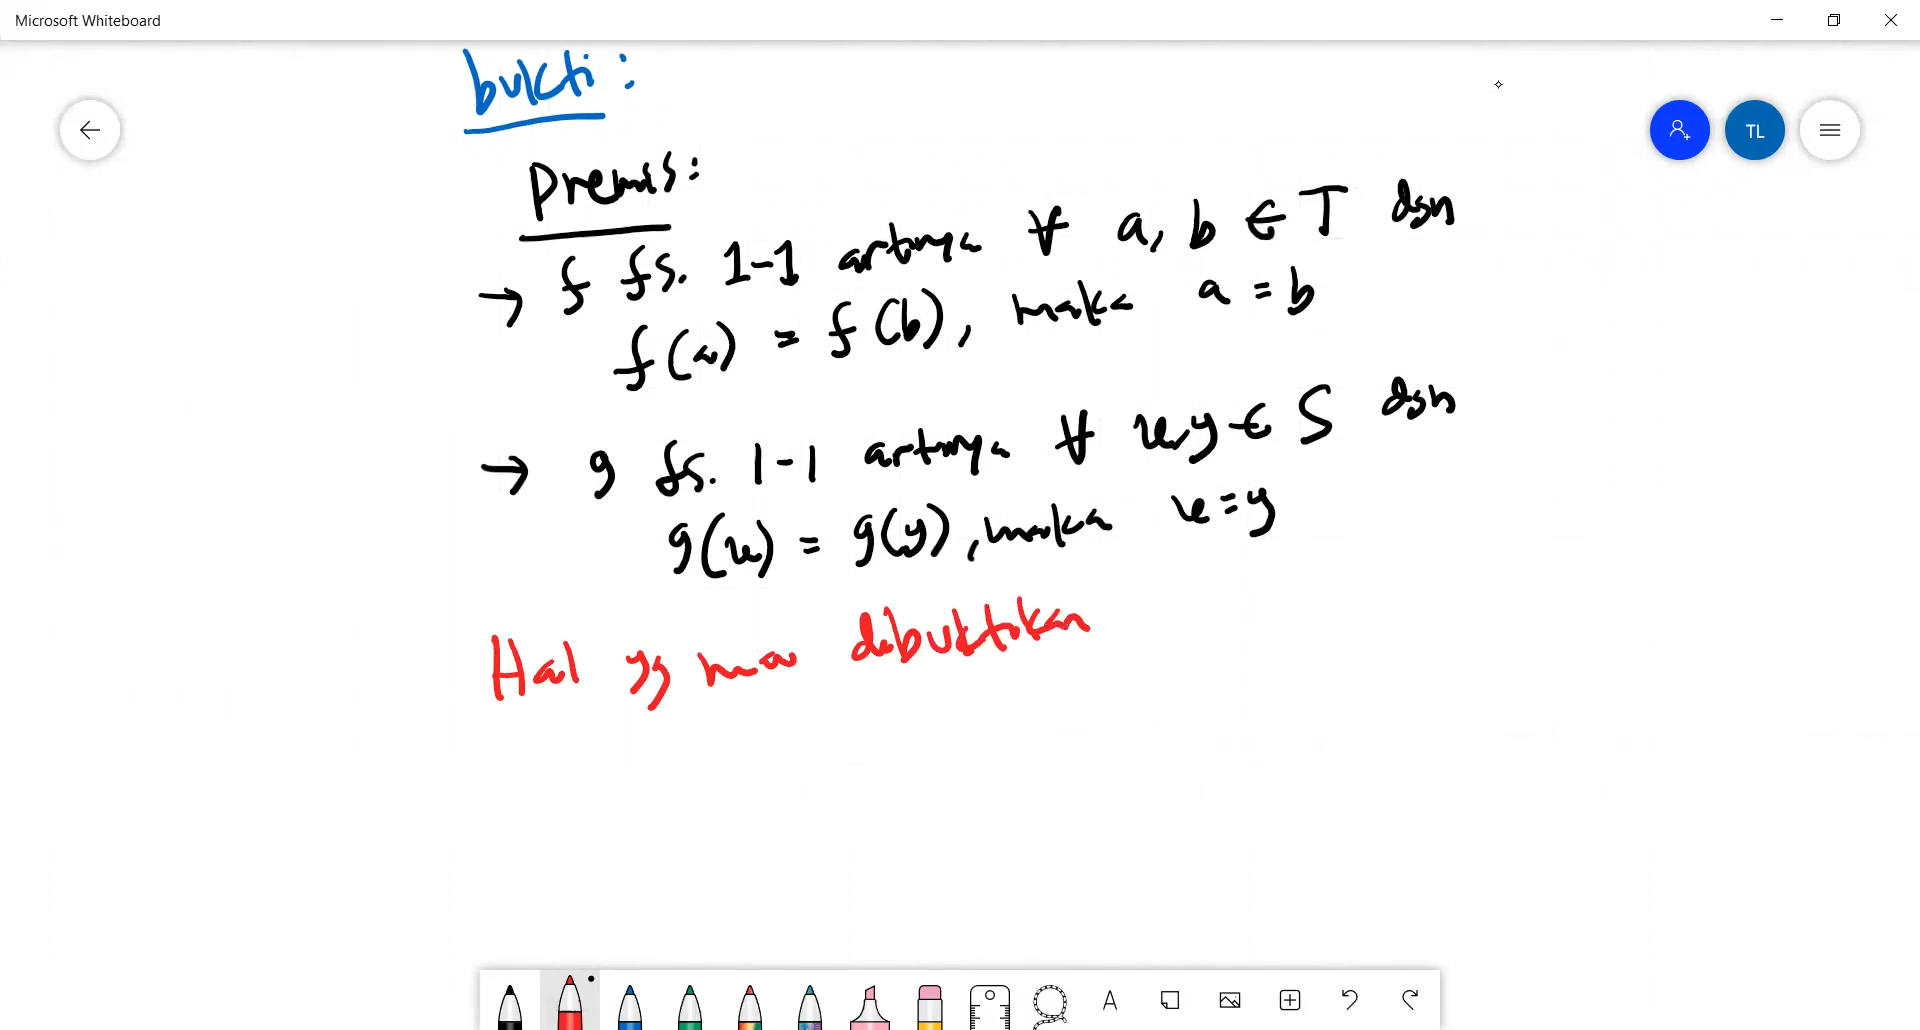 Microsoft Whiteboard
bukti :
TL
Premis:
→ f fs. 1-1 artinya ∀ a, b ∈ T dgn
f(a) = f(b), maka a = b
→ g fs. 1-1 artinya ∀ x, y ∈ S dgn
g(x) = g(y), maka x = y
Hal yg mau dibuktikan